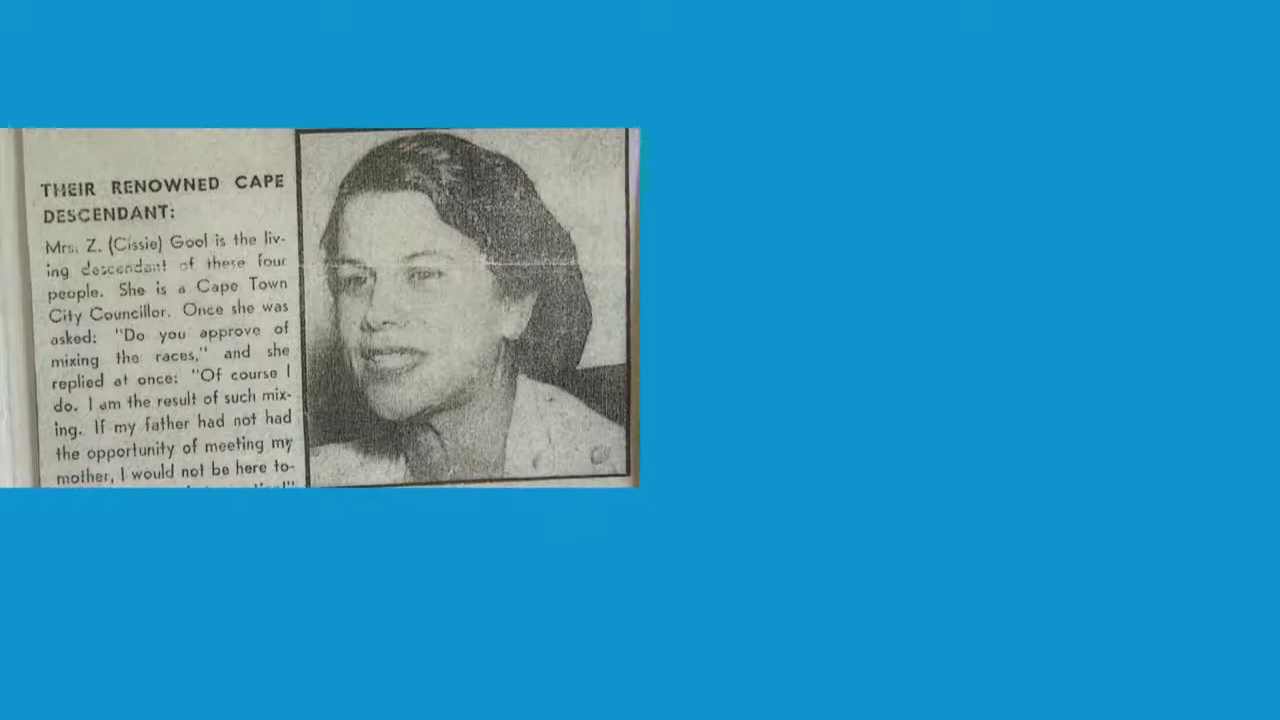 THEIR RENOWNED CAPE
DESCENDANT:
Mrs. Z. (Cissie) Gool is the liv-
ing descendant of these four
people. She is a Cape Town
City Councillor. Once she was
asked: "Do you approve of
mixing the races," and she
replied at once: "Of course I
do. I am the result of such mix-
ing. If my father had not had
the opportunity of meeting my
mother, I would not be here to-